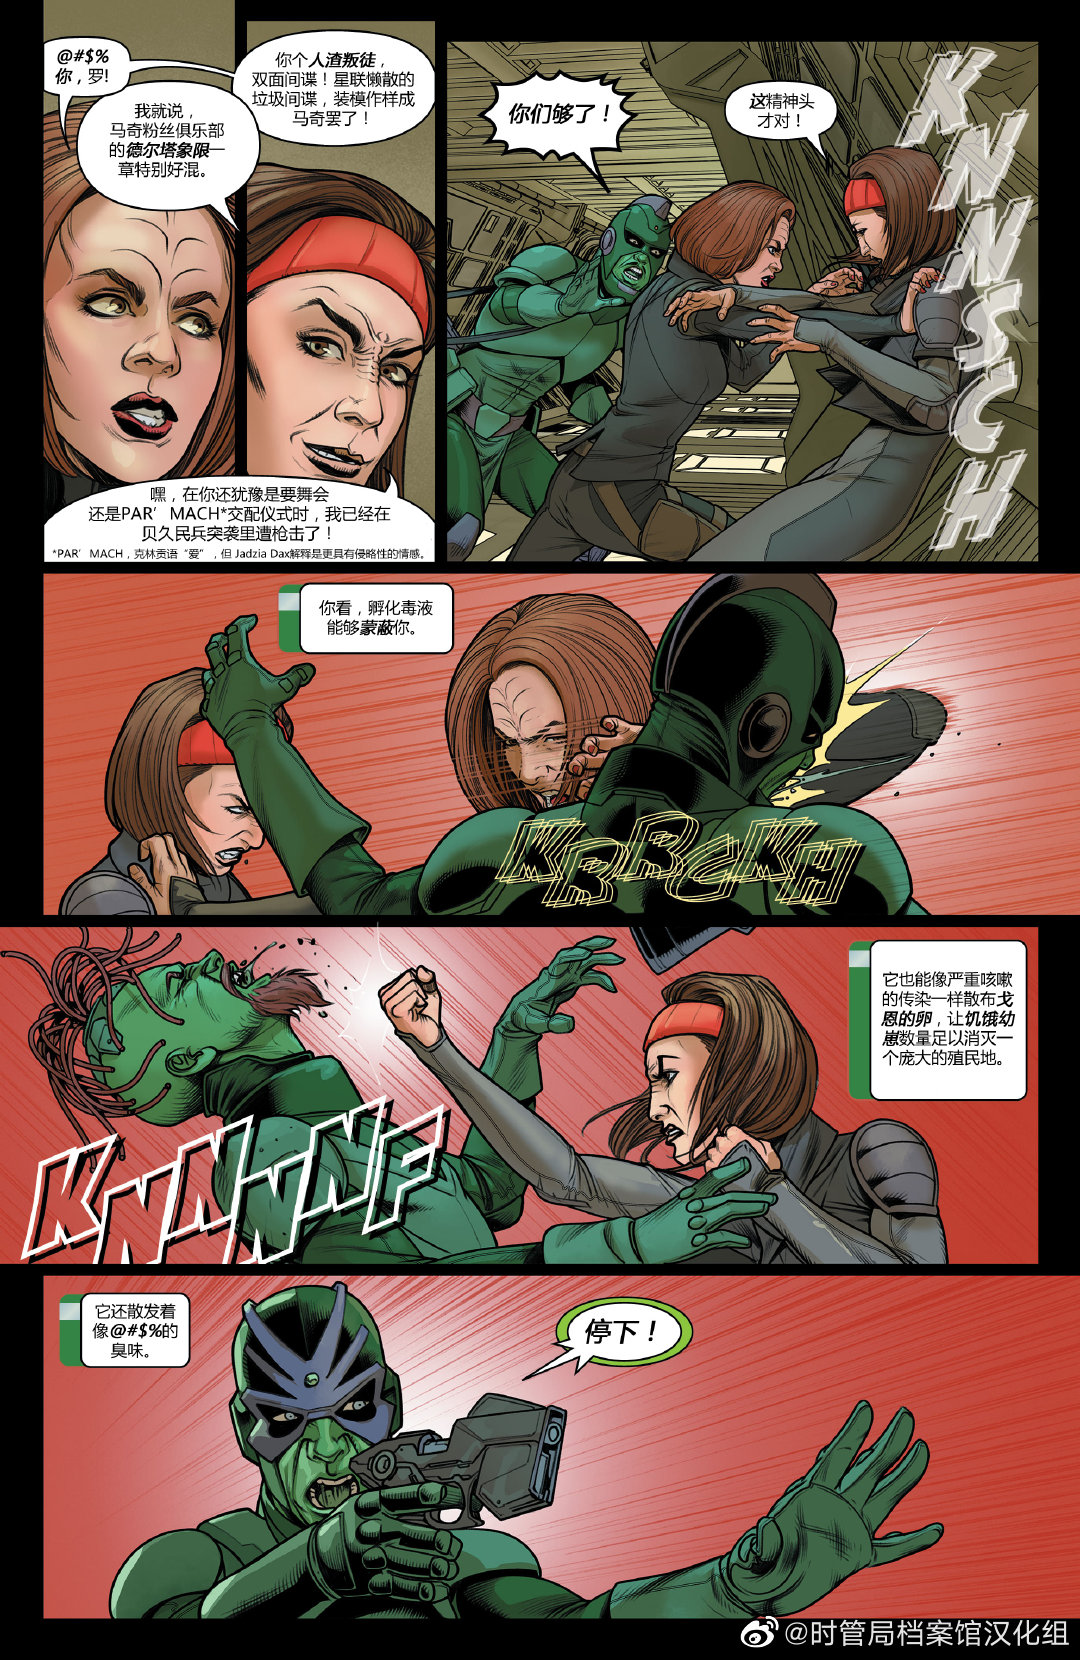 @#$%
你，罗!
我就说，
马奇粉丝俱乐部
的德尔塔象限一
章特别好混。
你个人渣叛徒，
双面间谍！星联懒散的
垃圾间谍，装模作样成
马奇罢了！
嘿，在你还犹豫是要舞会
还是PAR’MACH*交配仪式时，我已经在
贝久民兵突袭里遭枪击了！
*PAR’MACH，克林贡语“爱”，但 Jadzia Dax解释是更具有侵略性的情感。
你们够了！
这精神头
才对！
KNNNSCH
你看，孵化毒液
能够蒙蔽你。
KRRCKH
它也能像严重咳嗽
的传染一样散布戈
恩的卵，让饥饿幼
崽数量足以消灭一
个庞大的殖民地。
KNNNNNF
它还散发着
像@#$%的
臭味。
停下！
@时管局档案馆汉化组